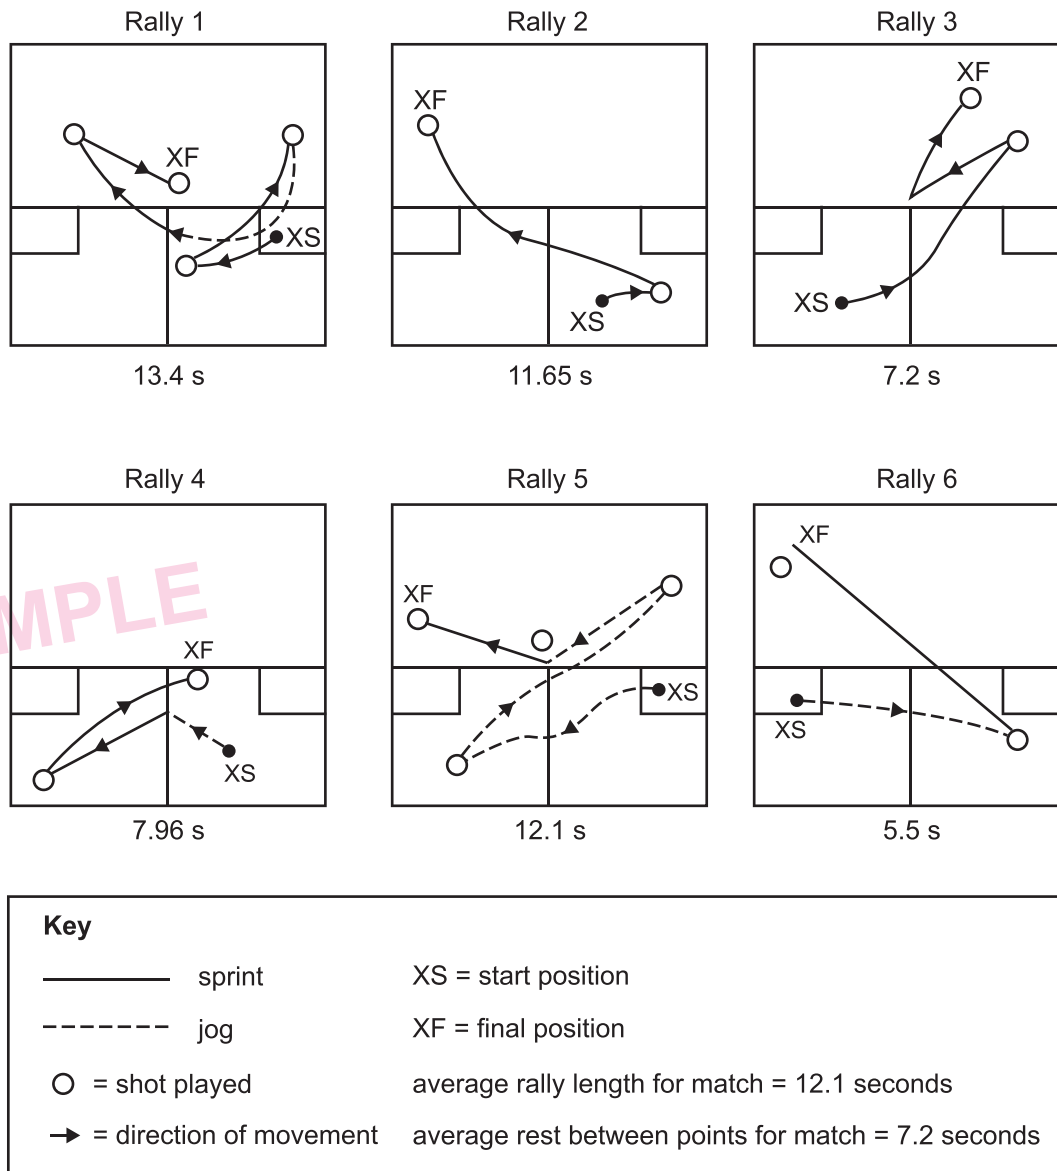 Rally 1 Rally 2 Rally 3
XF
XS
13.4 s
XF
XS
11.65 s
XF
XS
7.2 s
Rally 4 Rally 5 Rally 6
MPLE
XF
XS
7.96 s
XF
XS
12.1 s
XF
XS
5.5 s
Key
sprint XS = start position
jog XF = final position
= shot played average rally length for match = 12.1 seconds
= direction of movement average rest between points for match = 7.2 seconds